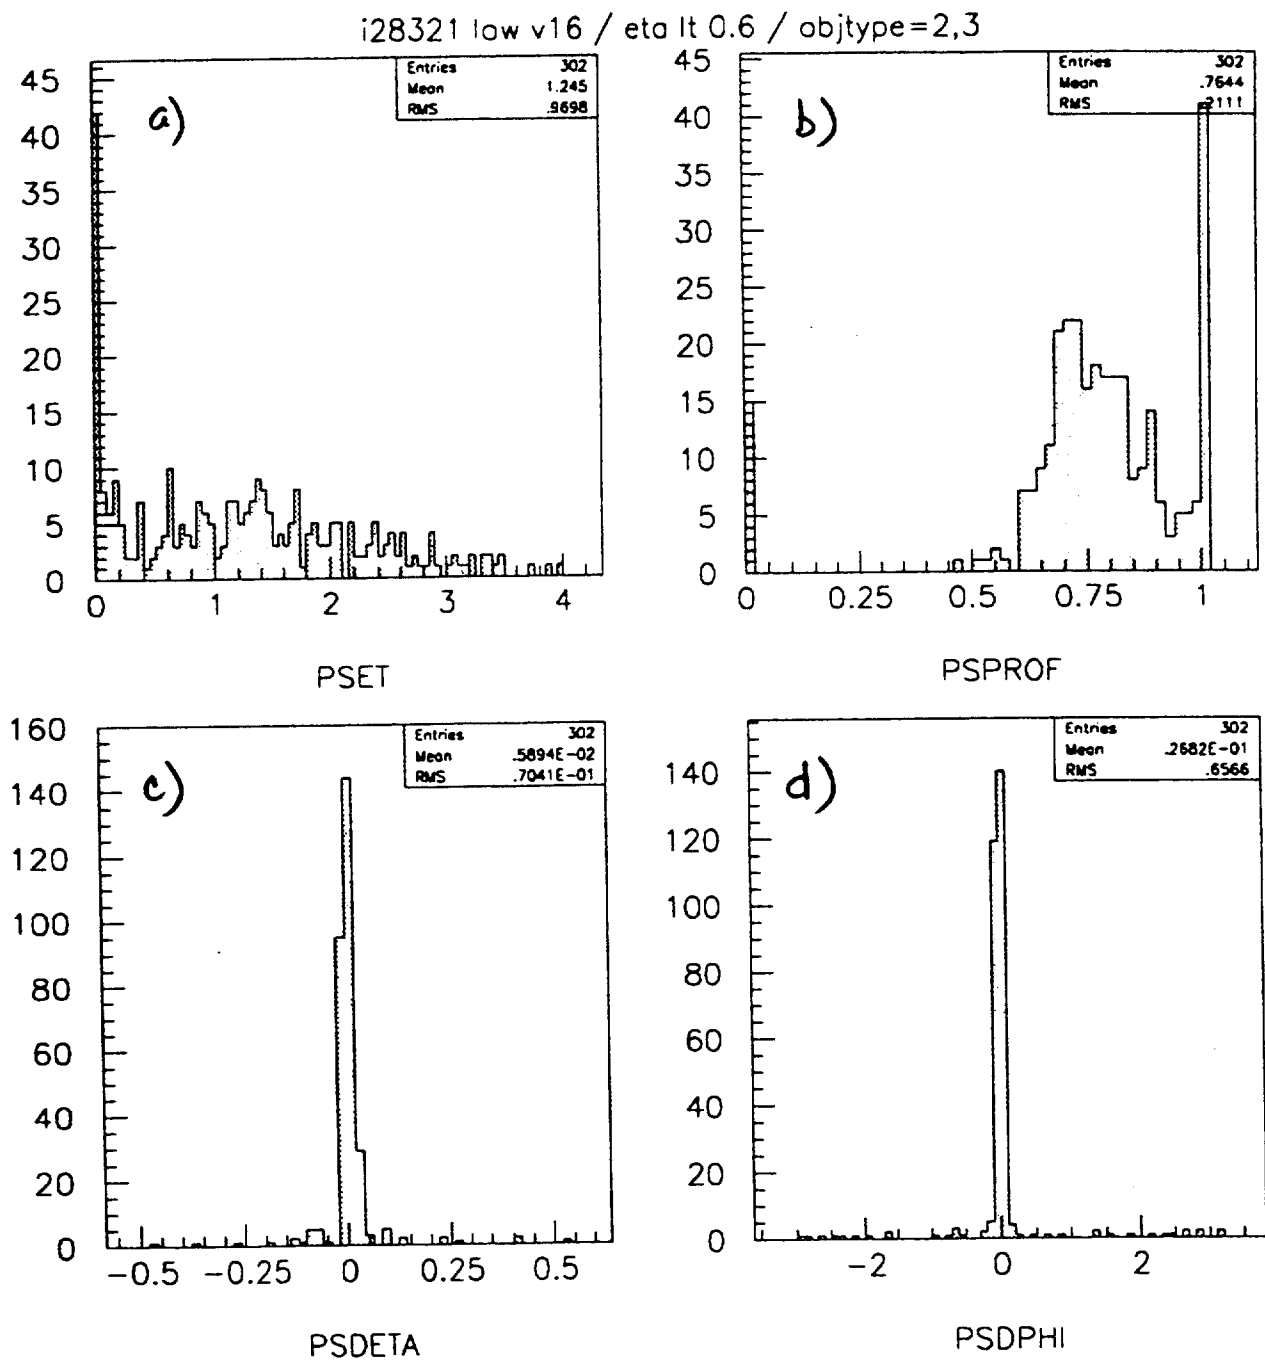 i28321 low v16 / eta lt 0.6 / objtype=2,3
a)
Entries 302
Mean 1.245
RMS .9698
45
40
35
30
25
20
15
10
5
0
0 1 2 3 4
PSET
b)
Entries 302
Mean .7644
RMS .2111
45
40
35
30
25
20
15
10
5
0
0 0.25 0.5 0.75 1
PSPROF
c)
Entries 302
Mean .5894E-02
RMS .7041E-01
160
140
120
100
80
60
40
20
0
-0.5 -0.25 0 0.25 0.5
PSDETA
d)
Entries 302
Mean .2682E-01
RMS .6566
140
120
100
80
60
40
20
0
-2 0 2
PSDPHI